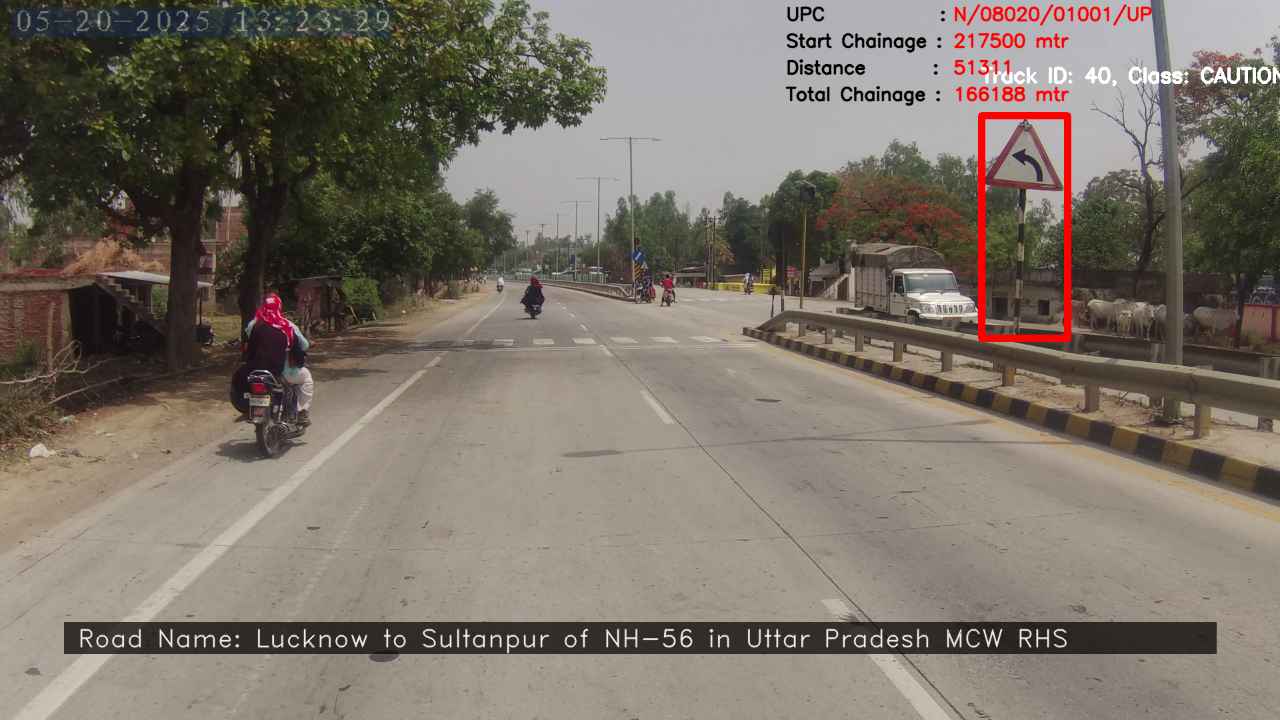 05-20-2025 13:23:29
UPC : N/08020/01001/UP
Start Chainage : 217500 mtr
Distance : 51311
Track ID: 40, Class: CAUTION
Total Chainage : 166188 mtr
Road Name: Lucknow to Sultanpur of NH-56 in Uttar Pradesh MCW RHS